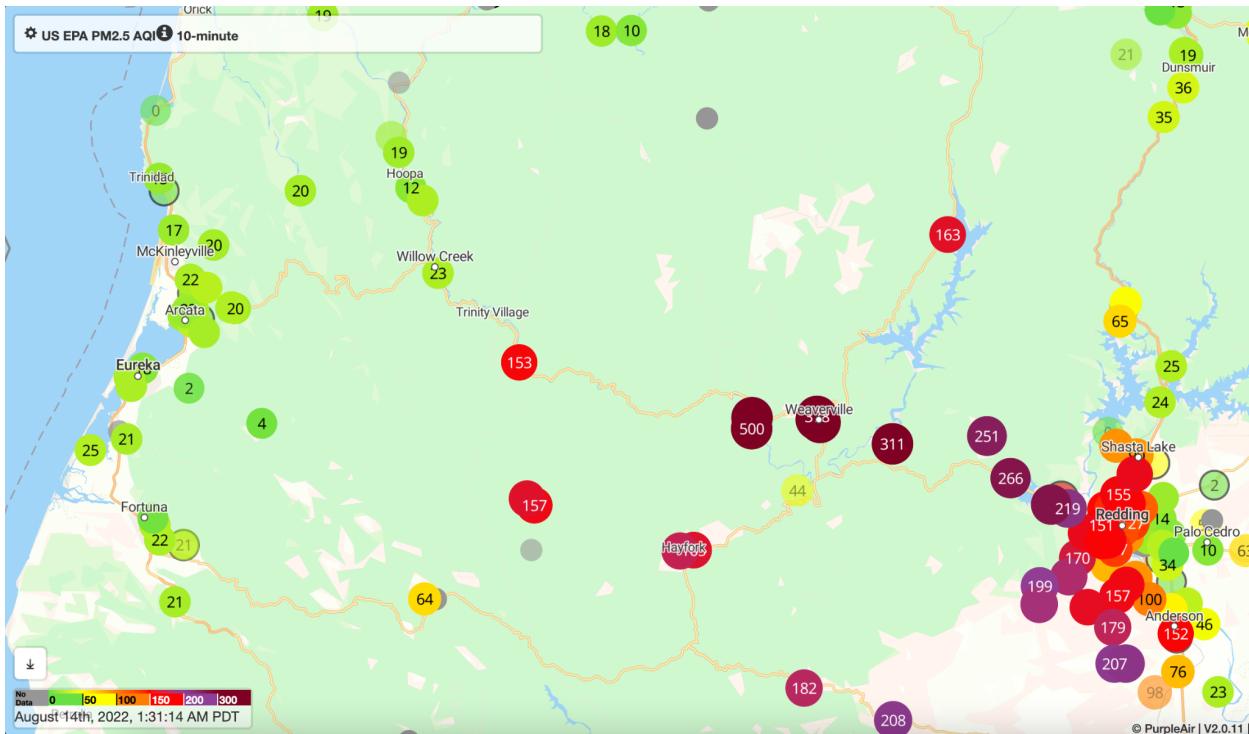 Orick
19
US EPA PM2.5 AQI 10-minute
18
10
21
19
Dunsmuir
36
35
0
19
Hoopa
12
Trinidad
20
17
20
McKinleyville
163
Willow Creek
23
22
20
Arcata
Trinity Village
65
153
25
Eureka
2
24
4
Weaverville
500
311
251
21
25
Shasta Lake
266
44
155
2
157
219
Redding
Fortuna
151
14
Palo Cedro
22
21
Hayfork
170
10
34
199
64
157
100
21
Anderson
46
179
152
207
76
182
98
23
208
No
Data
0
50
100
150
200
300
August 14th, 2022, 1:31:14 AM PDT
© PurpleAir | V2.0.11 |